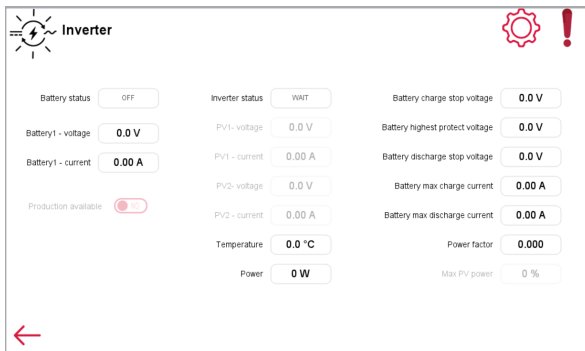 Inverter
Battery status OFF
Battery1 - voltage 0.0 V
Battery1 - current 0.00 A
Production available
Inverter status WAIT
PV1- voltage 0.0 V
PV1 - current 0.00 A
PV2- voltage 0.0 V
PV2 - current 0.00 A
Temperature 0.0 °C
Power 0 W
Battery charge stop voltage 0.0 V
Battery highest protect voltage 0.0 V
Battery discharge stop voltage 0.0 V
Battery max charge current 0.00 A
Battery max discharge current 0.00 A
Power factor 0.000
Max PV power 0 %